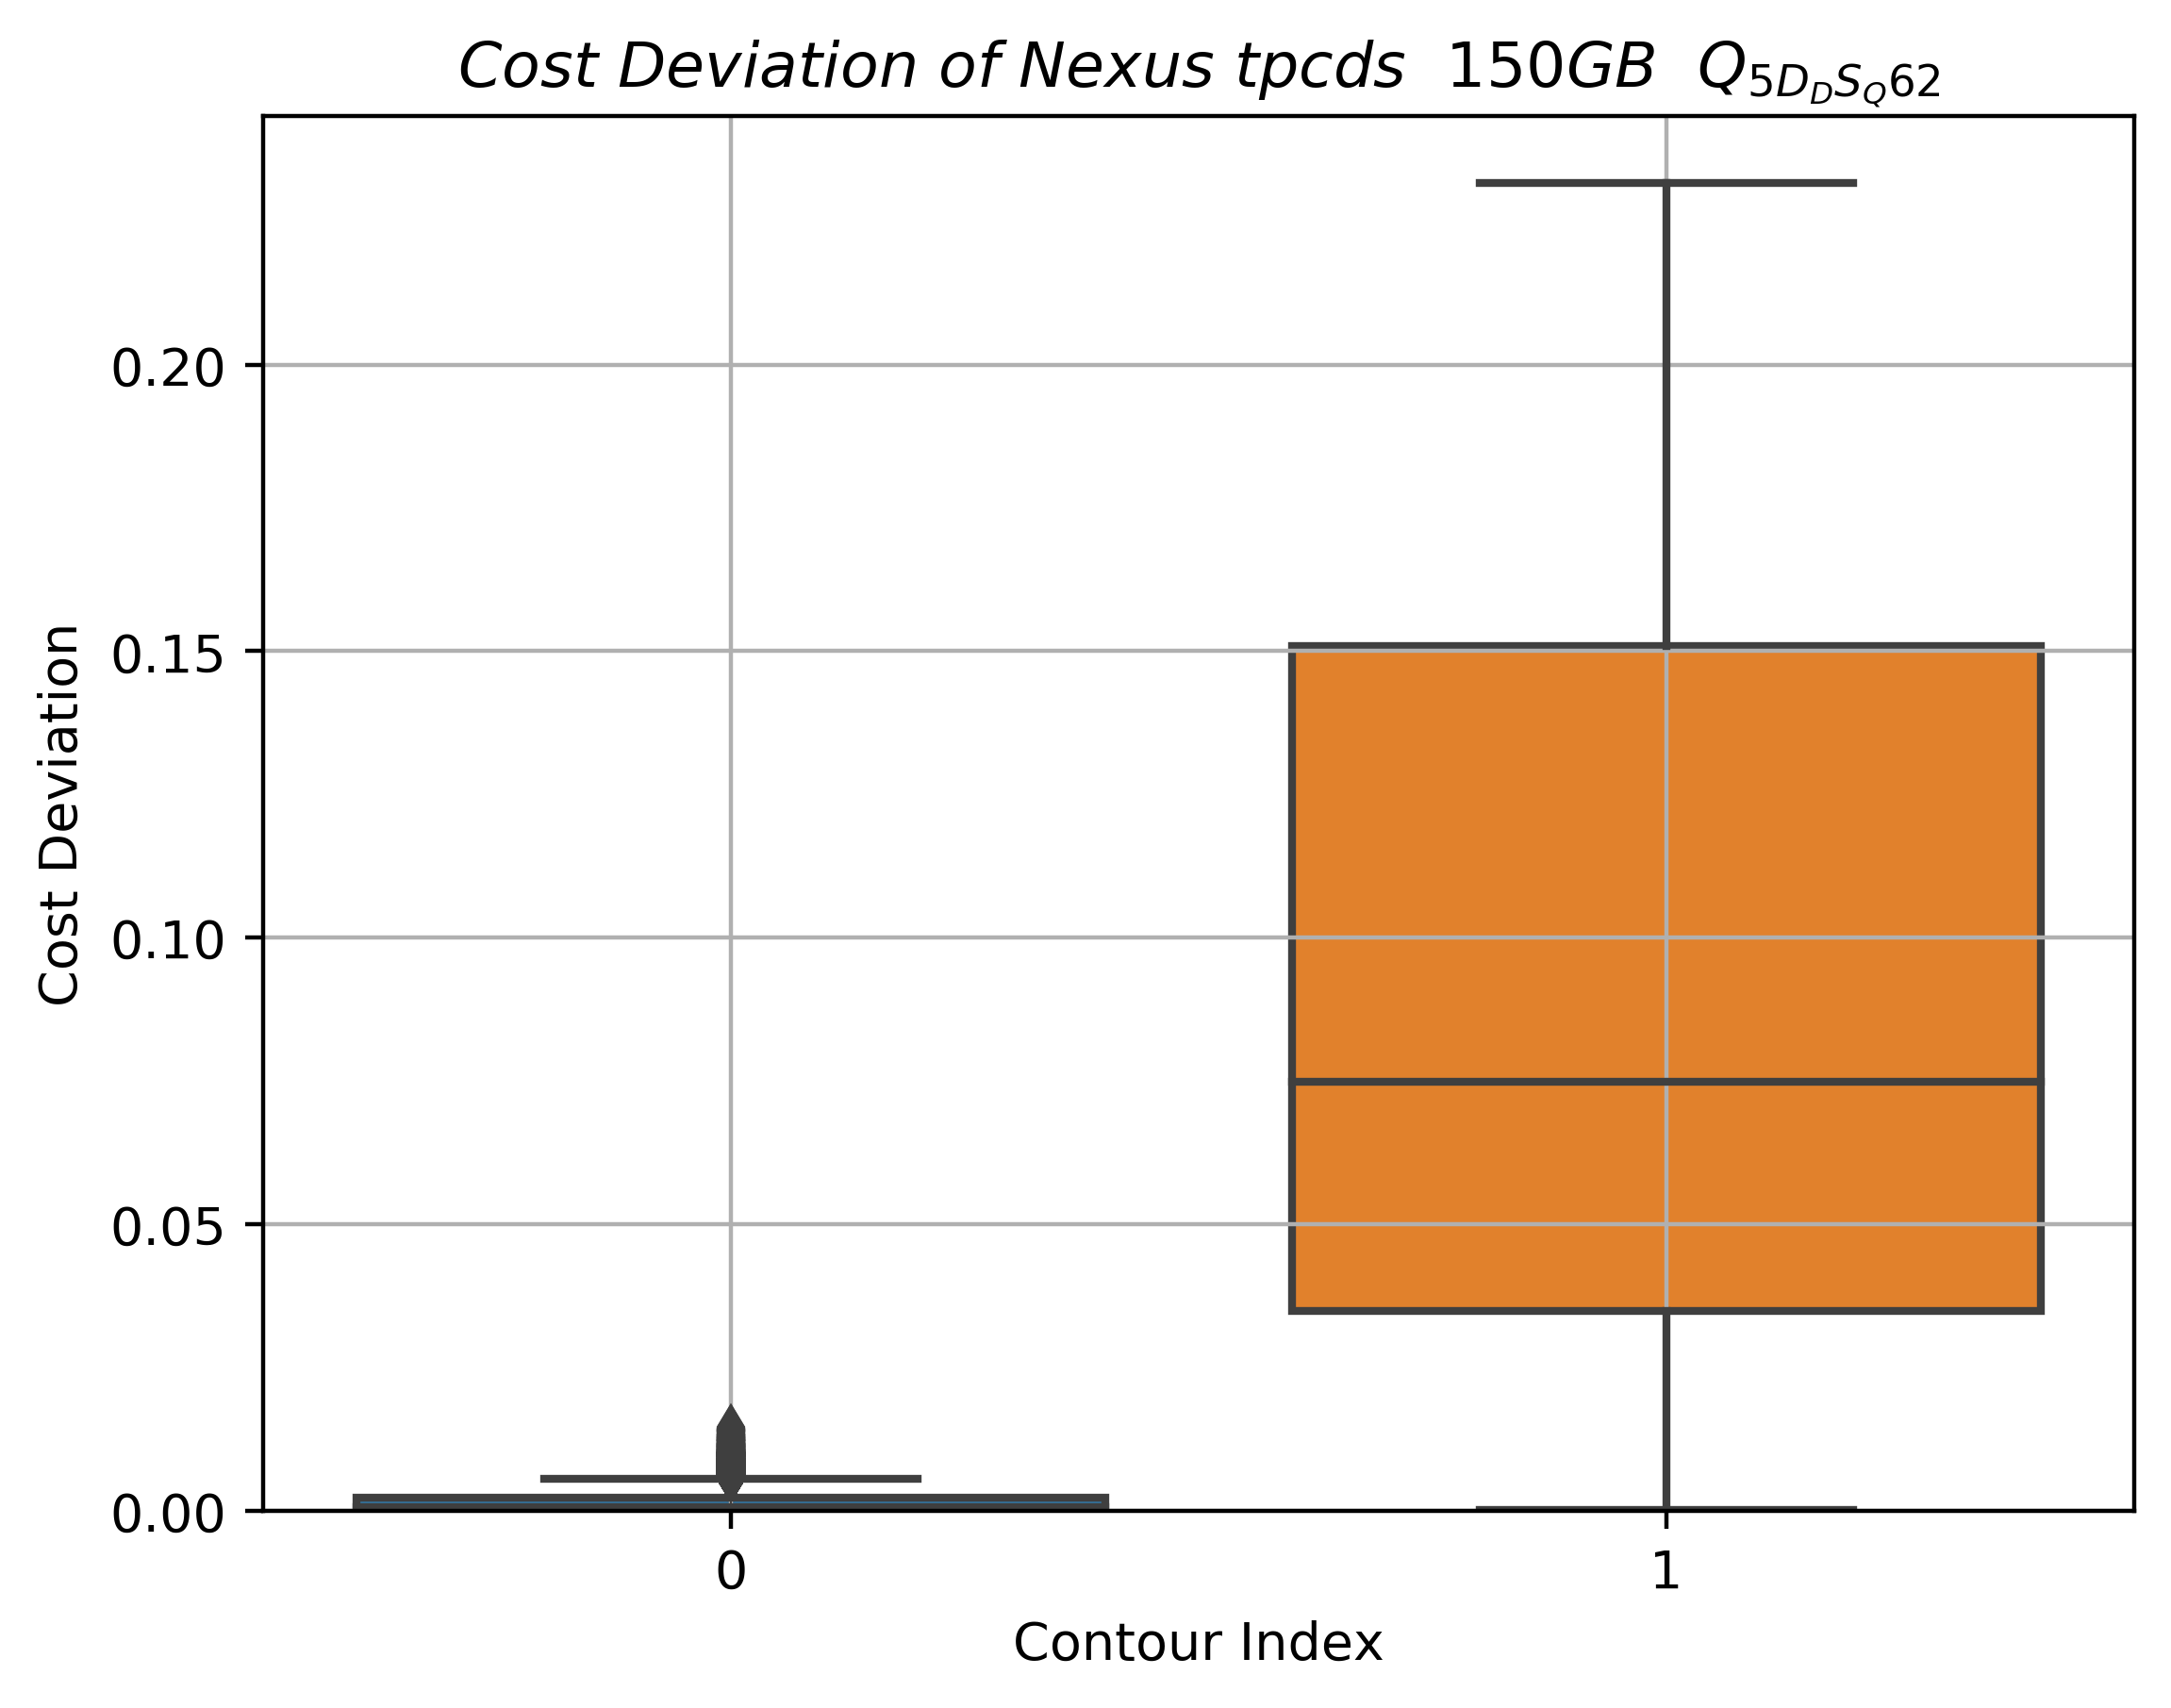 Cost Deviation of Nexus tpcds 150GB Q5DDSQ62
0.20
0.15
0.10
0.05
0.00
Cost Deviation
0 1
Contour Index